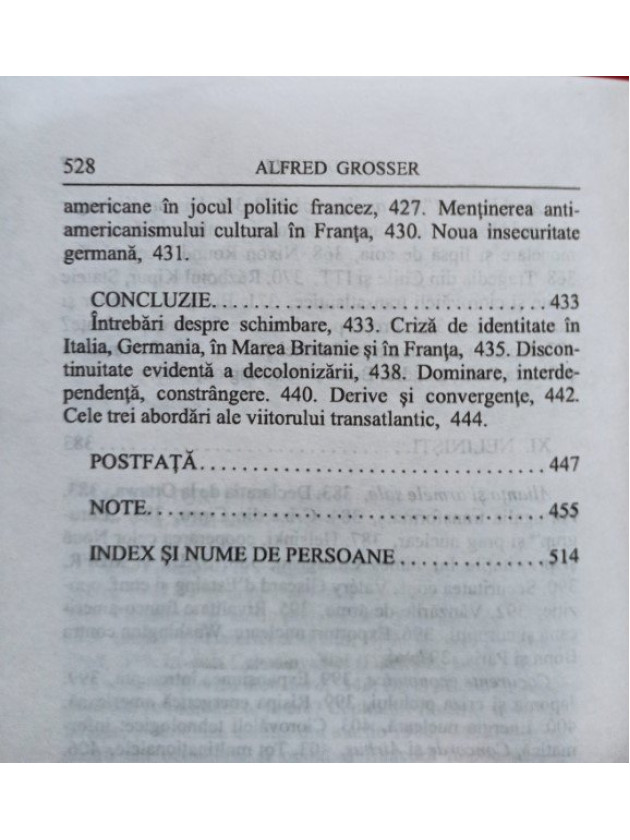 528 ALFRED GROSSER
americane în jocul politic francez, 427. Menținerea anti-
americanismului cultural în Franța, 430. Noua insecuritate
germană, 431.
CONCLUZIE. . . . . . . . . . . . . . . . . . . . . . . . . . . . . . . . . 433
Întrebări despre schimbare, 433. Criză de identitate în
Italia, Germania, în Marea Britanie și în Franța, 435. Discon-
tinuitate evidentă a decolonizării, 438. Dominare, interde-
pendență, constrângere. 440. Derive și convergențe, 442.
Cele trei abordări ale viitorului transatlantic, 444.
POSTFAȚĂ. . . . . . . . . . . . . . . . . . . . . . . . . . . . . . . . . 447
NOTE. . . . . . . . . . . . . . . . . . . . . . . . . . . . . . . . . . . . . . 455
INDEX ȘI NUME DE PERSOANE . . . . . . . . . . . . . . 514